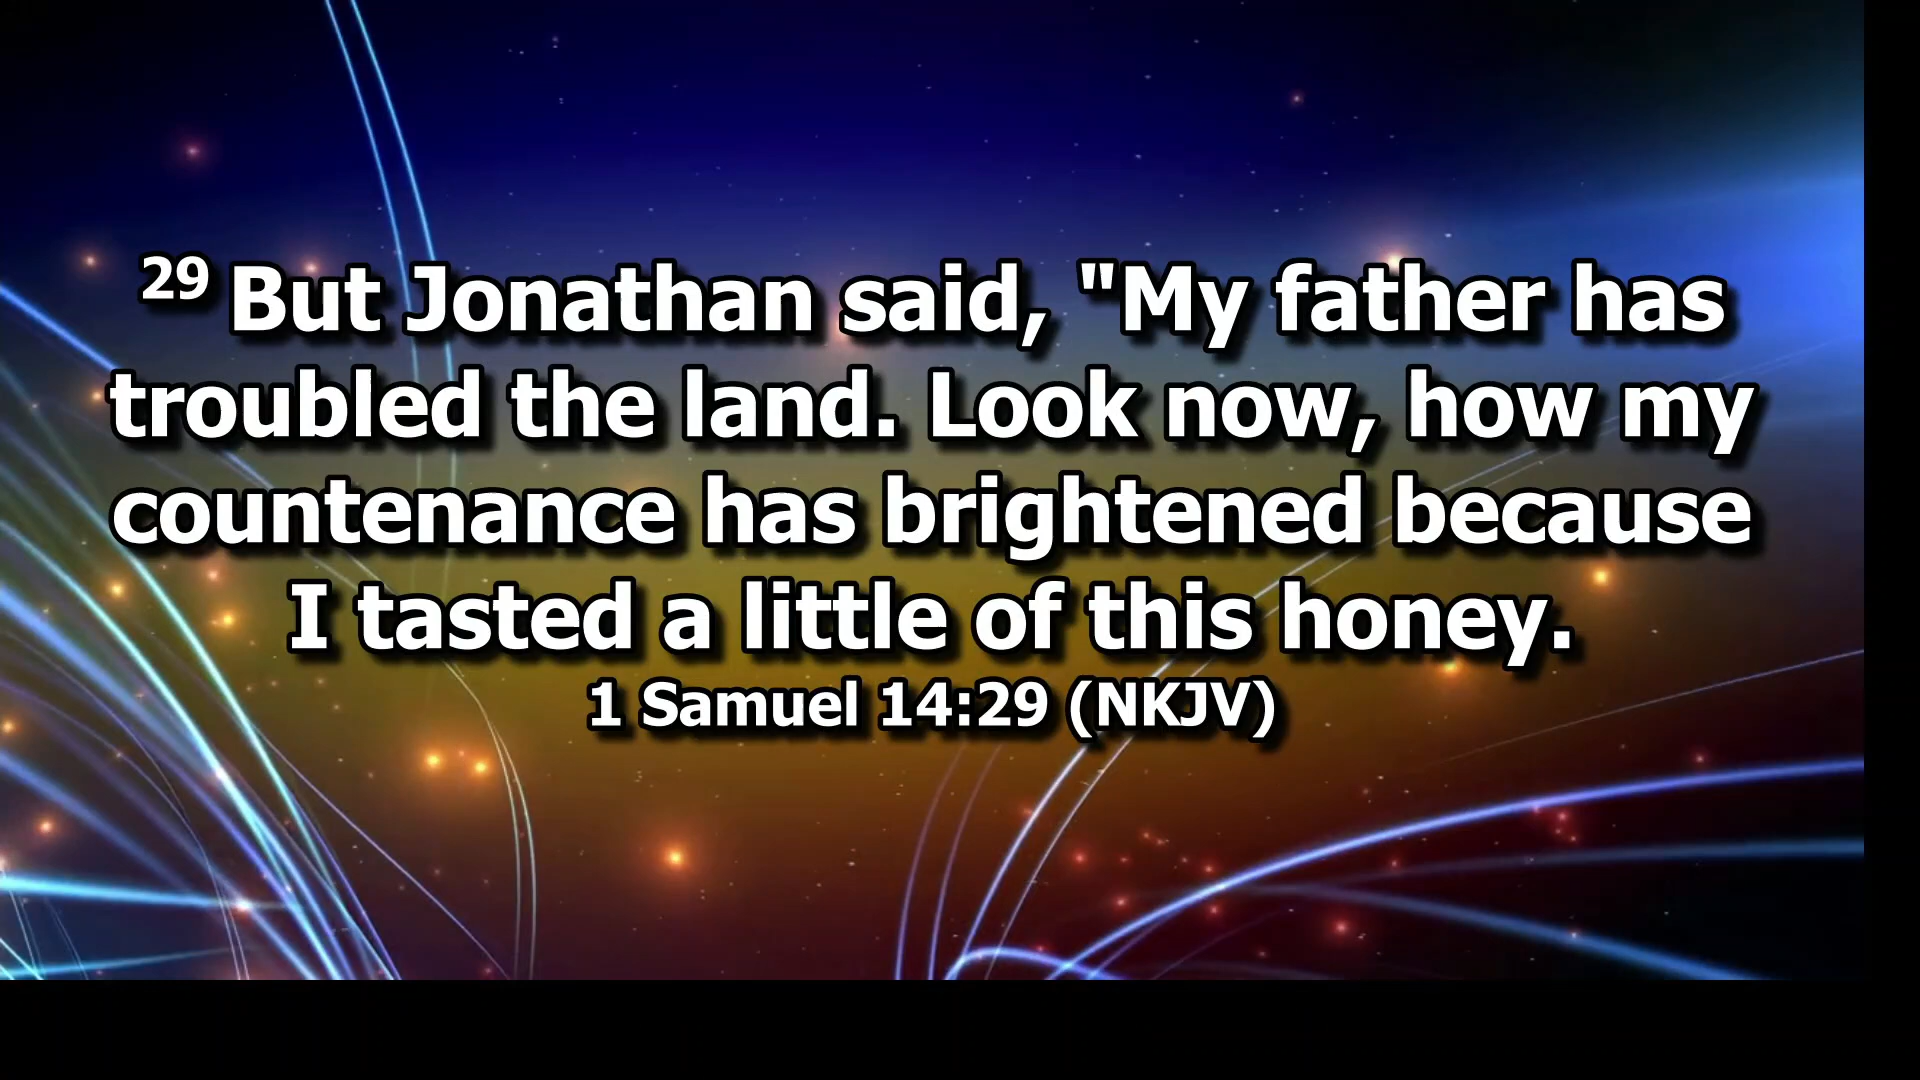 29 But Jonathan said, "My father has
troubled the land. Look now, how my
countenance has brightened because
I tasted a little of this honey.
1 Samuel 14:29 (NKJV)